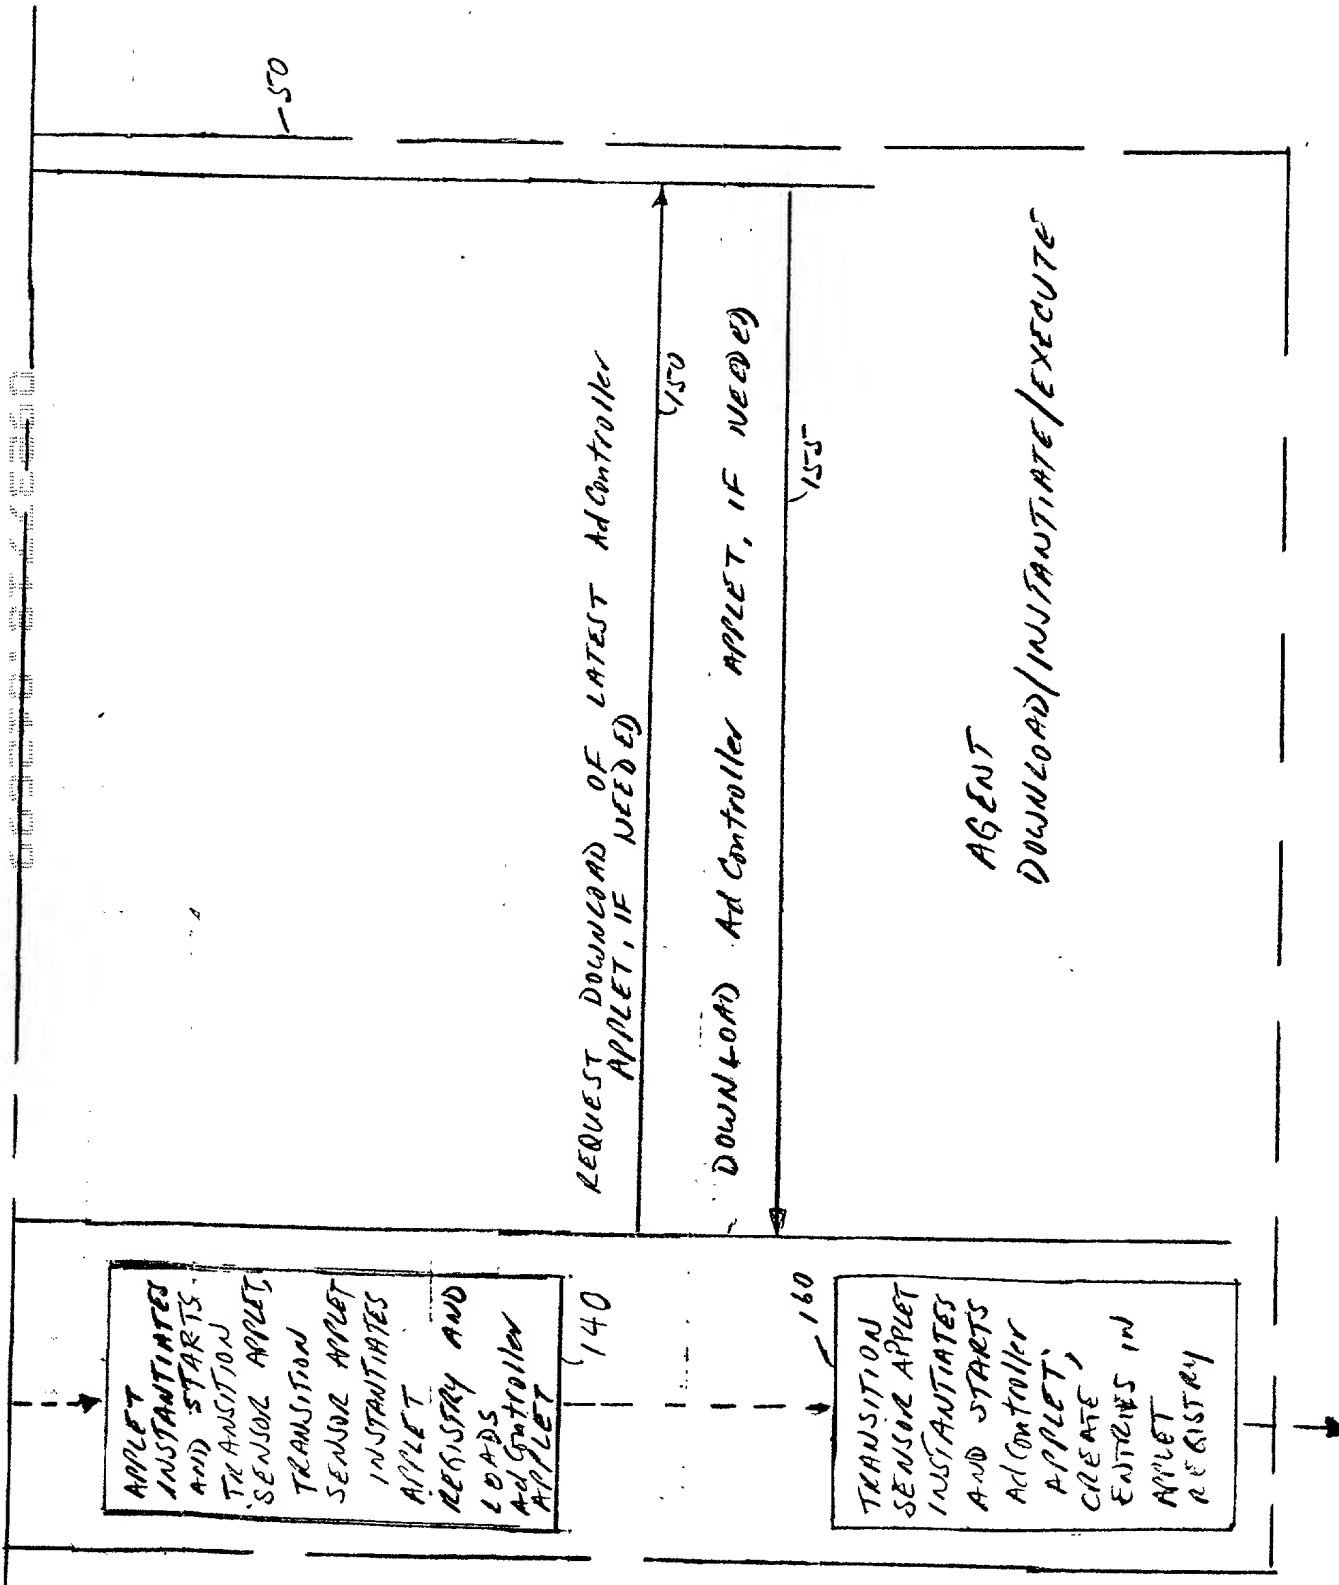 50
APPLET
INSTANTIATES
AND STARTS
TRANSITION
SENSOR APPLET,
TRANSITION
SENSOR APPLET
INSTANTIATES
APPLET
REGISTRY AND
LOADS
AdController
APPLET
140
REQUEST DOWNLOAD OF LATEST AdController
APPLET, IF NEEDED)
150
DOWNLOAD AdController APPLET, IF NEEDED)
155
160
TRANSITION
SENSOR APPLET
INSTANTIATES
AND STARTS
AdController
APPLET;
CREATE,
ENTRIES IN
APPLET
REGISTRY
AGENT
DOWNLOAD/INSTANTIATE/EXECUTE